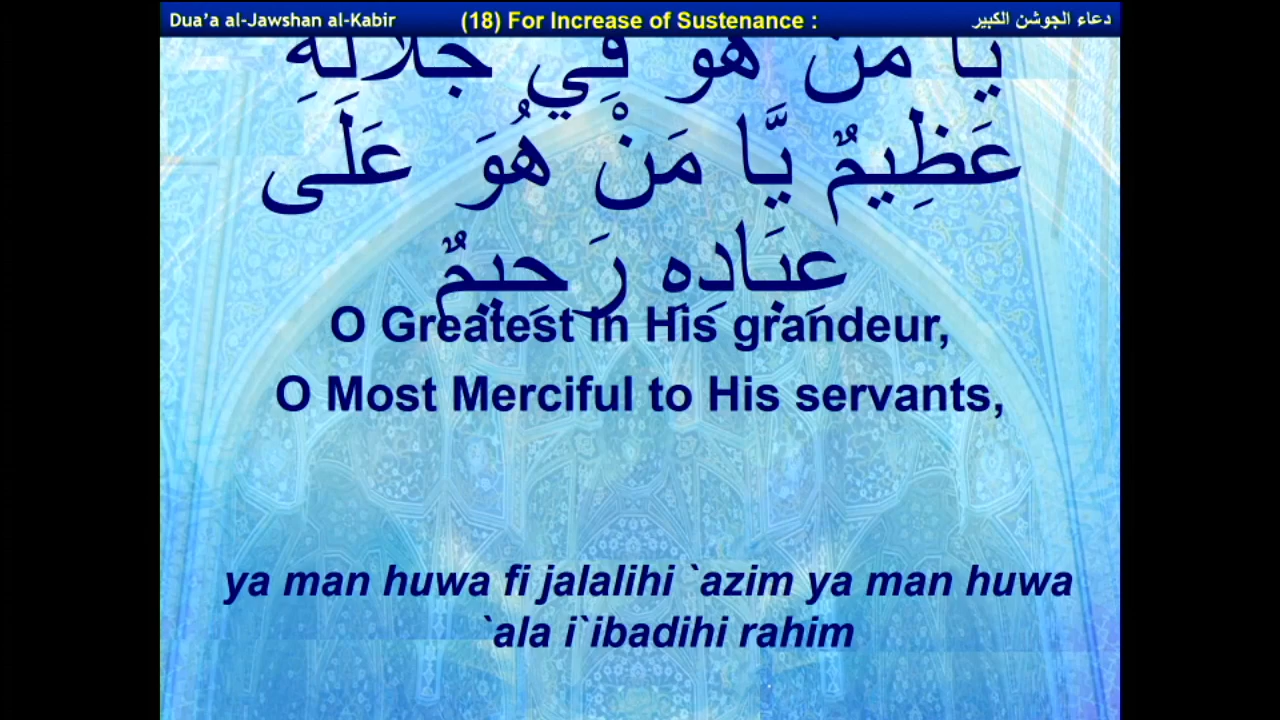 Dua’a al-Jawshan al-Kabir (18) For Increase of Sustenance : دعاء الجوشن الكبير
يَا مَنْ هُوَ فِي جَلَالِهِ
عَظِيمٌ يَّا مَنْ هُوَ عَلَى
عِبَادِهِ رَحِيمٌ
O Greatest in His grandeur,
O Most Merciful to His servants,
ya man huwa fi jalalihi `azim ya man huwa
`ala i`ibadihi rahim